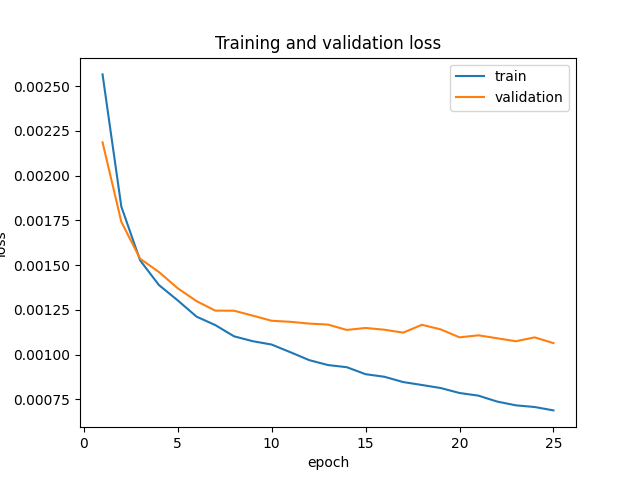 Training and validation loss
train
validation
0.00250
0.00225
0.00200
0.00175
0.00150
0.00125
0.00100
0.00075
loss
0 5 10 15 20 25
epoch